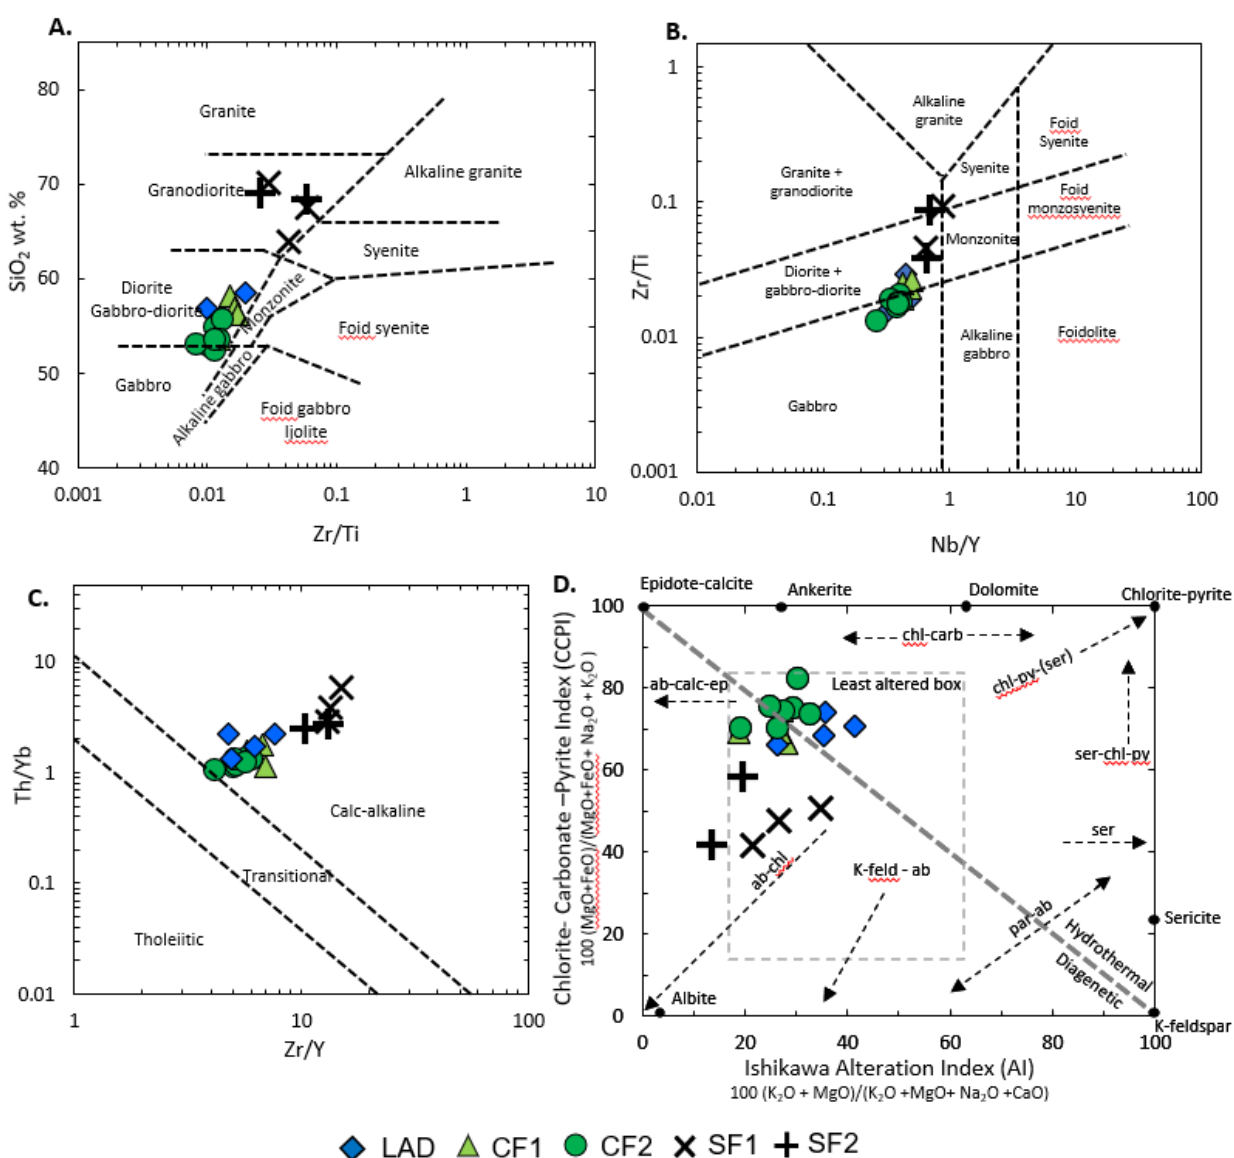 A.
80
70
60
50
40
SiO2 wt. %
Granite
Granodiorite
Alkaline granite
Syenite
Diorite
Gabbro-diorite
Monzonite
Foid syenite
Gabbro
Alkaline gabbro
Foid gabbro
Ijolite
0.001
0.01
0.1
1
10
Zr/Ti
B.
1
0.1
0.01
0.001
Zr/Ti
Alkaline
granite
Foid
Syenite
Syenite
Granite +
granodiorite
Foid
monzosyenite
Monzonite
Diorite +
gabbro-diorite
Alkaline
gabbro
Foidolite
Gabbro
0.01
0.1
1
10
100
Nb/Y
C.
10
1
0.1
0.01
Th/Yb
Calc-alkaline
Transitional
Tholeiitic
1
10
100
Zr/Y
D.
Epidote-calcite
Ankerite
Dolomite
Chlorite-pyrite
100
80
60
40
20
0
Chlorite- Carbonate –Pyrite Index (CCPI)
100 (MgO+FeO)/(MgO+FeO+ Na2O + K2O)
chl-carb
chl-py-(ser)
ab-calc-ep
Least altered box
ser-chl-py
ser
ab-chl
K-feld - ab
par-ab
Hydrothermal
Diagenetic
Sericite
Albite
K-feldspar
0
20
40
60
80
100
Ishikawa Alteration Index (AI)
100 (K2O + MgO)/(K2O +MgO+ Na2O +CaO)
LAD CF1 CF2 SF1 SF2